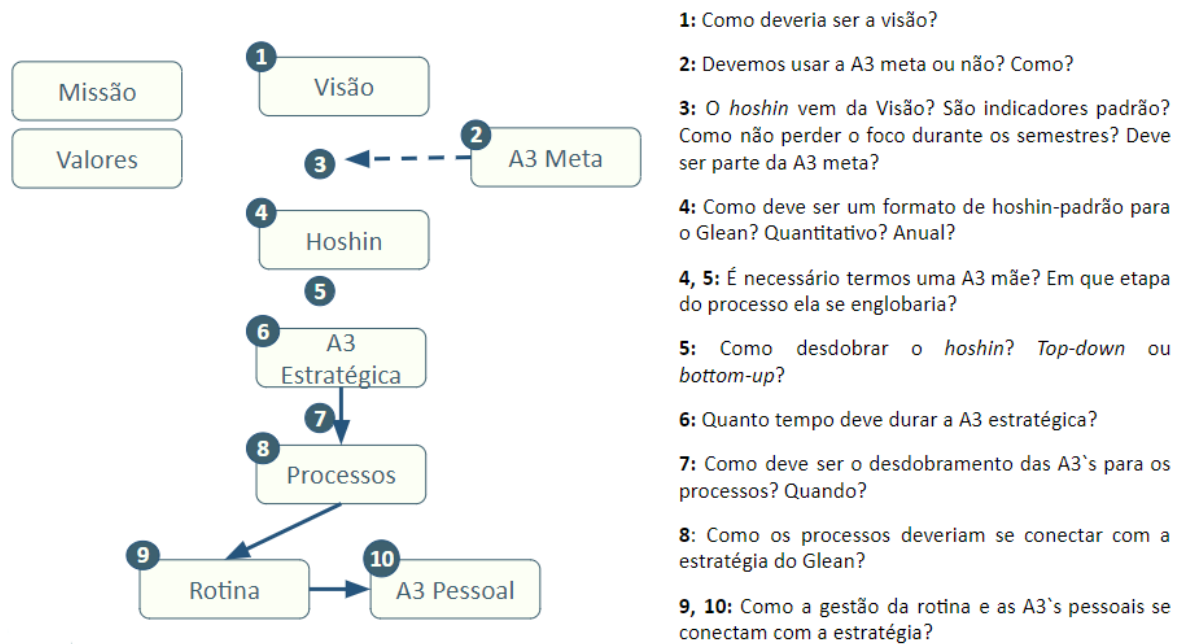 1
Visão
Missão
Valores
2
A3 Meta
3
4
Hoshin
5
6
A3
Estratégica
7
8
Processos
9
Rotina
10
A3 Pessoal
1: Como deveria ser a visão?
2: Devemos usar a A3 meta ou não? Como?
3: O hoshin vem da Visão? São indicadores padrão?
Como não perder o foco durante os semestres? Deve
ser parte da A3 meta?
4: Como deve ser um formato de hoshin-padrão para
o Glean? Quantitativo? Anual?
4, 5: É necessário termos uma A3 mãe? Em que etapa
do processo ela se englobaria?
5: Como desdobrar o hoshin? Top-down ou
bottom-up?
6: Quanto tempo deve durar a A3 estratégica?
7: Como deve ser o desdobramento das A3`s para os
processos? Quando?
8: Como os processos deveriam se conectar com a
estratégia do Glean?
9, 10: Como a gestão da rotina e as A3`s pessoais se
conectam com a estratégia?